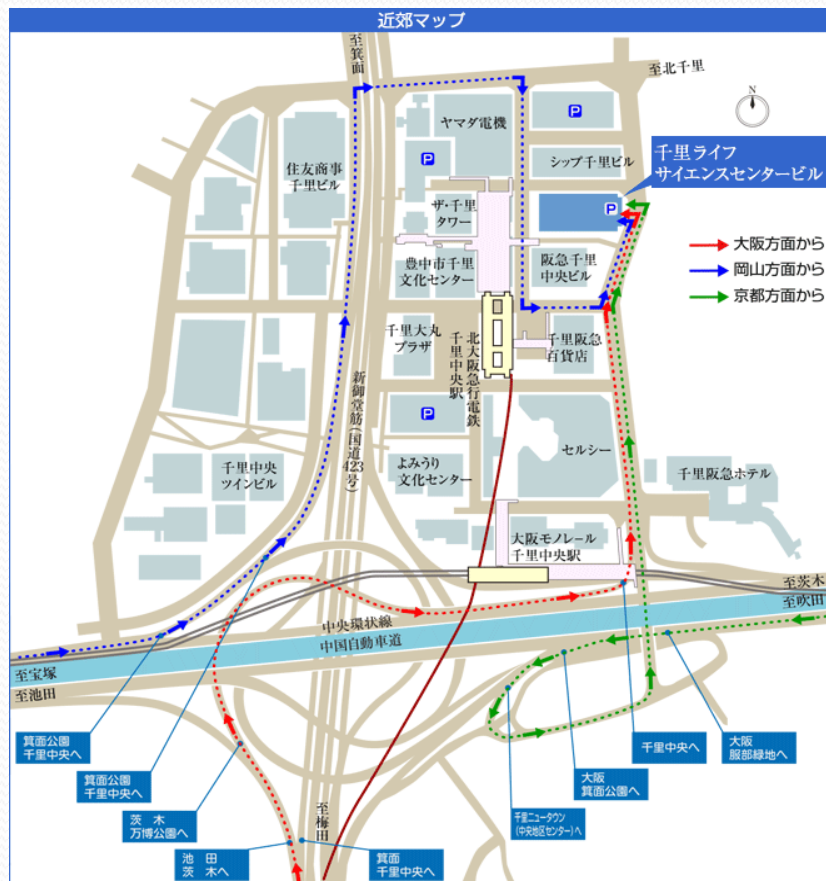 近郊マップ
至箕面
至北千里
N
ヤマダ電機
P
P
住友商事
千里ビル
シップ千里ビル
千里ライフ
サイエンスセンタービル
P
ザ・千里
タワー
大阪方面から
豊中市千里
文化センター
阪急千里
中央ビル
岡山方面から
京都方面から
千里大丸
プラザ
北大阪急行電鉄
千里中央駅
千里阪急
百貨店
新御堂筋(国道423号)
P
千里中央
ツインビル
よみうり
文化センター
セルシー
千里阪急ホテル
大阪モノレール
千里中央駅
至茨木
至吹田
中央環状線
中国自動車道
至宝塚
至池田
箕面公園
千里中央へ
箕面公園
千里中央へ
千里中央へ
大阪
服部緑地へ
大阪
箕面公園へ
茨木
万博公園へ
千里ニュータウン
(中央地区センター)へ
至梅田
池田
茨木へ
箕面
千里中央へ